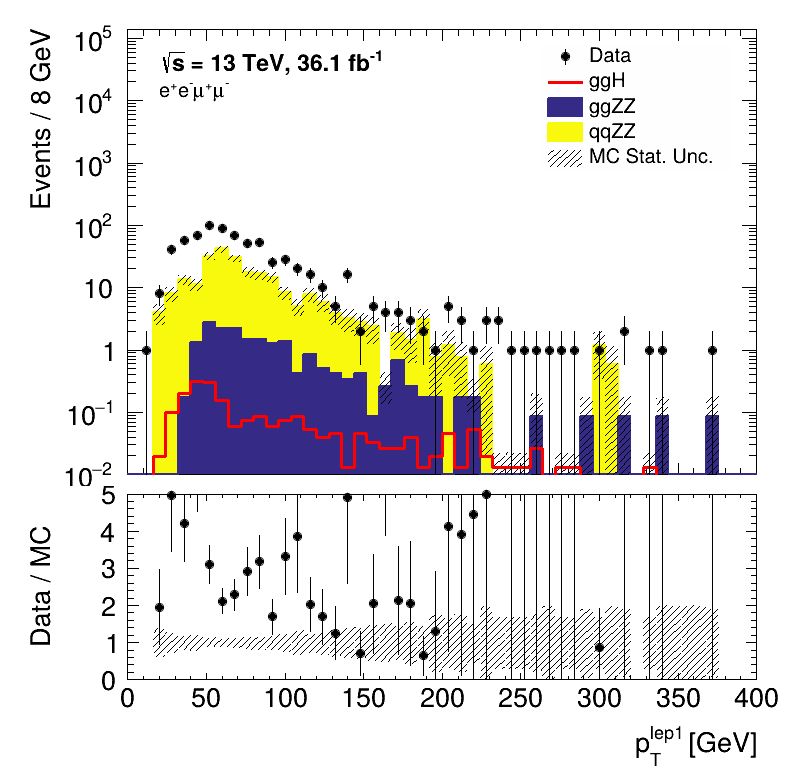 Events / 8 GeV
10⁵
10⁴
10³
10²
10
1
10⁻¹
10⁻²
√s = 13 TeV, 36.1 fb⁻¹
e⁺e⁻μ⁺μ⁻
Data
ggH
ggZZ
qqZZ
MC Stat. Unc.
Data / MC
5
4
3
2
1
0
0 50 100 150 200 250 300 350 400
p_T^lep1 [GeV]